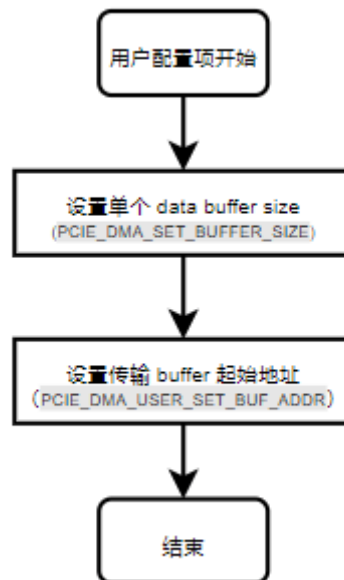 用户配置项开始
设置单个 data buffer size
(PCIE_DMA_SET_BUFFER_SIZE)
设置传输 buffer 起始地址
（PCIE_DMA_USER_SET_BUF_ADDR）
结束